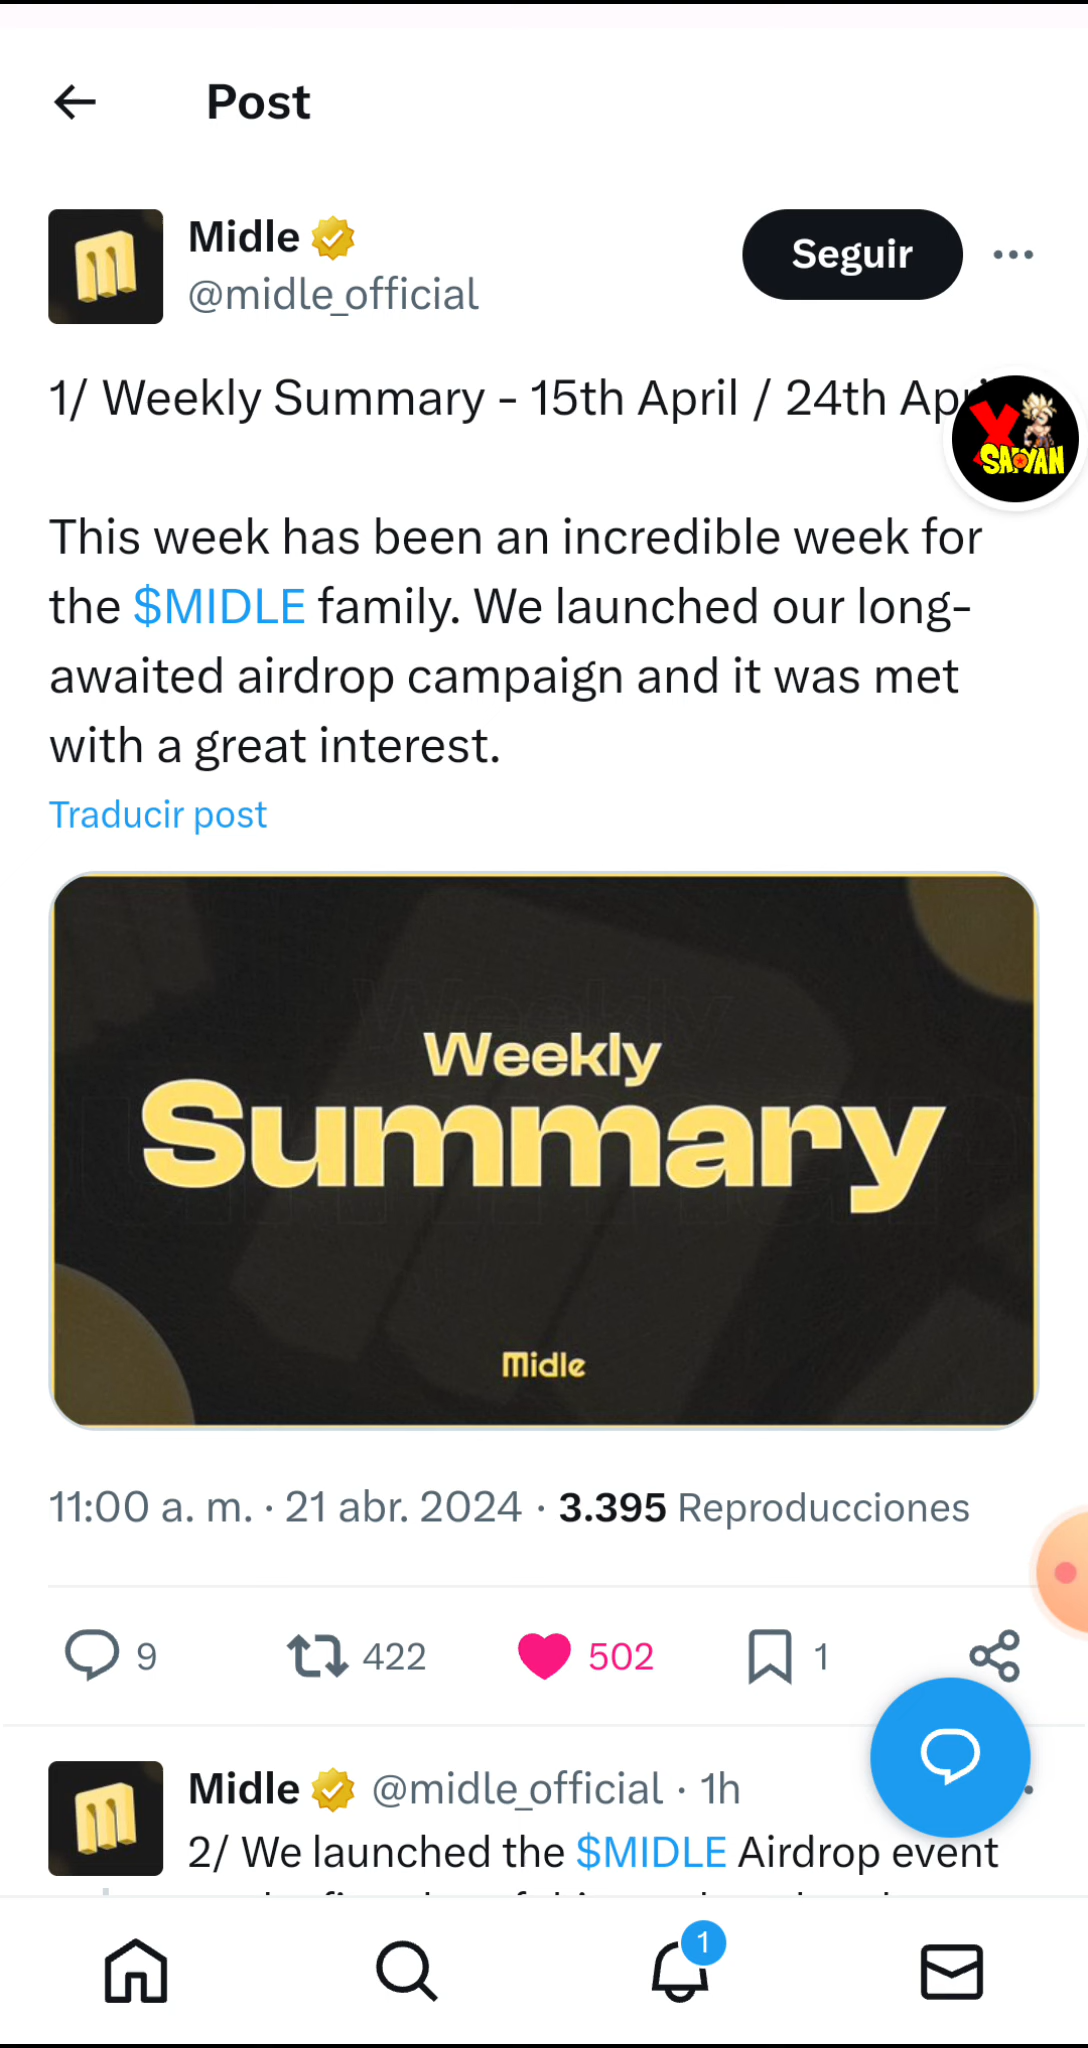 Post
Midle
@midle_official
Seguir
1/ Weekly Summary - 15th April / 24th
X
SAIYAN
This week has been an incredible week for
the $MIDLE family. We launched our long-
awaited airdrop campaign and it was met
with a great interest.
Traducir post
Weekly
Summary
Midle
11:00 a. m. · 21 abr. 2024 · 3.395 Reproducciones
9 422 502 1
Midle @midle_official · 1h
2/ We launched the $MIDLE Airdrop event
1